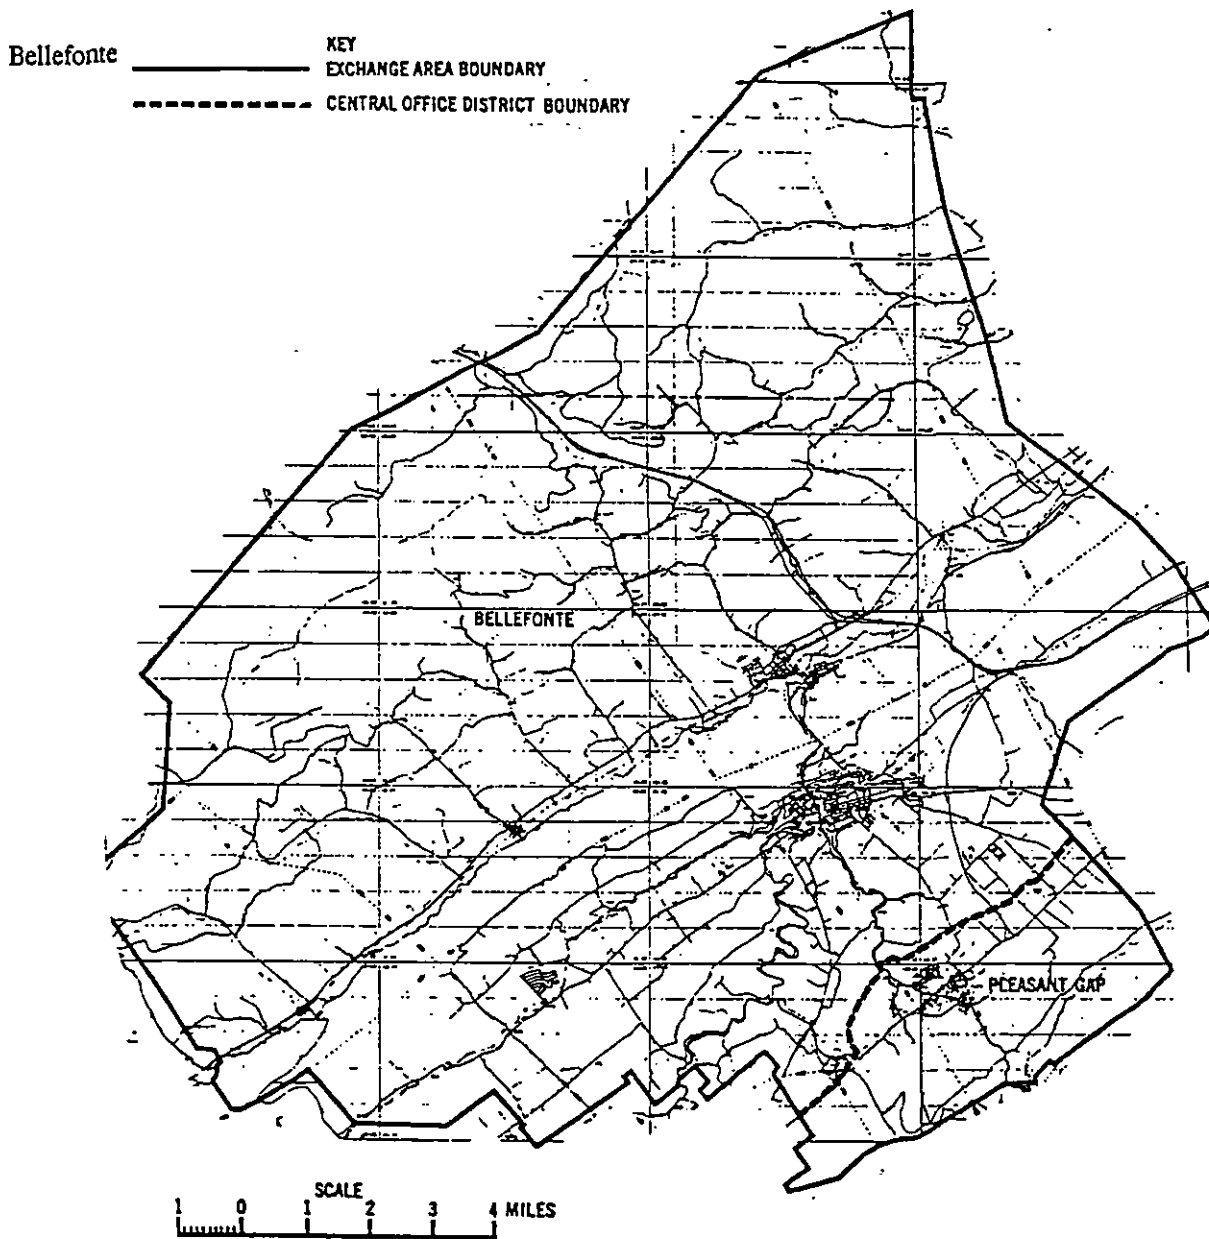 Bellefonte
KEY
EXCHANGE AREA BOUNDARY
CENTRAL OFFICE DISTRICT BOUNDARY
BELLEFONTE
PLEASANT GAP
SCALE
1 0 1 2 3 4 MILES